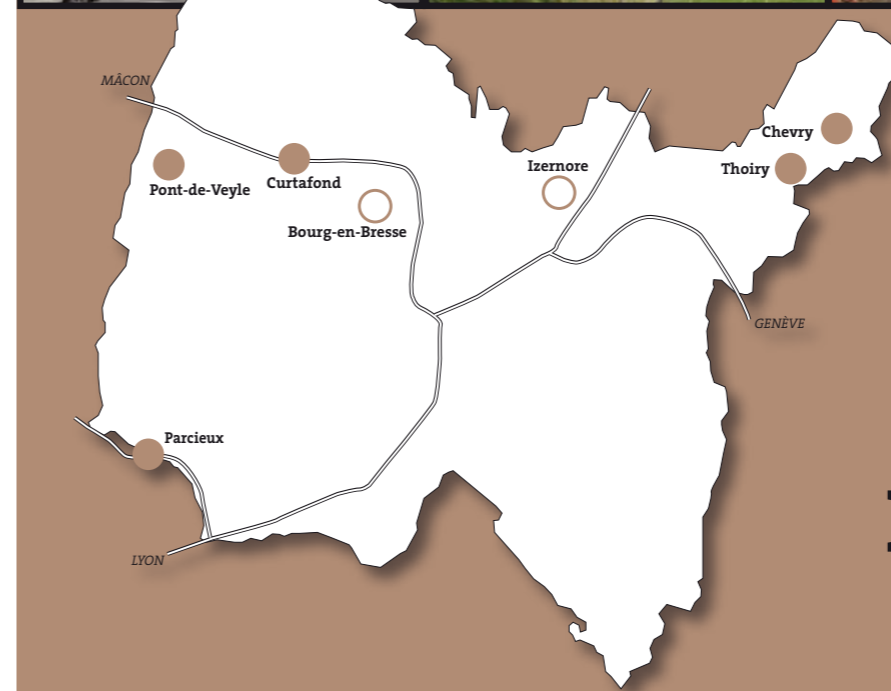 MÂCON
Chevry
Izernore
Thoiry
Pont-de-Veyle
Curtafond
Bourg-en-Bresse
GENÈVE
Parcieux
LYON